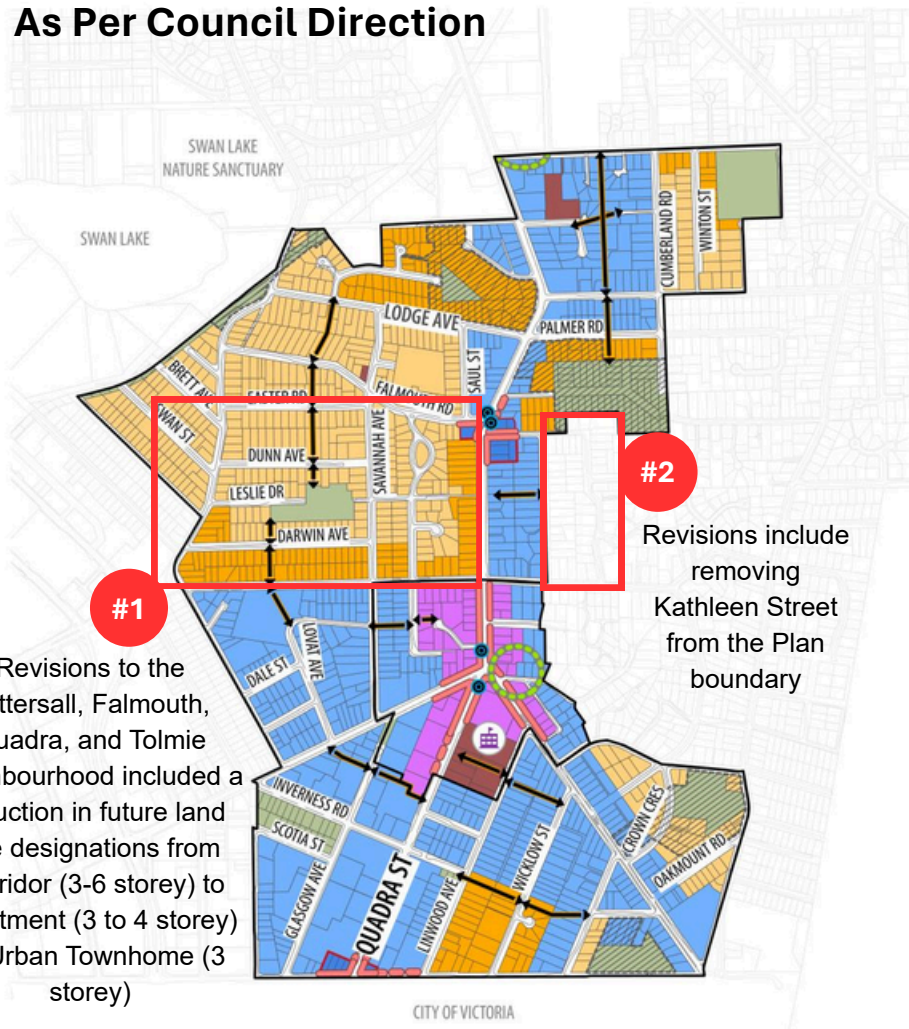 As Per Council Direction
SWAN LAKE
NATURE SANCTUARY
SWAN LAKE
CUMBERLAND RD
WINTON ST
LODGE AVE
PALMER RD
SAUL ST
BRETT AV
EASTER RD
FALMOUTH RD
SWAN ST
SAVANNAH AVE
DUNN AVE
LESLIE DR
DARWIN AVE
#2
Revisions include
removing
Kathleen Street
from the Plan
boundary
#1
Revisions to the
ttersall, Falmouth,
uadra, and Tolmie
nbourhood included a
uction in future land
e designations from
ridor (3-6 storey) to
tment (3 to 4 storey)
Urban Townhome (3
storey)
LOVAT AVE
DALE ST
INVERNESS RD
SCOTIA ST
GLASGOW AVE
QUADRA ST
LINWOOD AVE
WICKLOW ST
CROWN CRES
OAKMOUNT RD
CITY OF VICTORIA